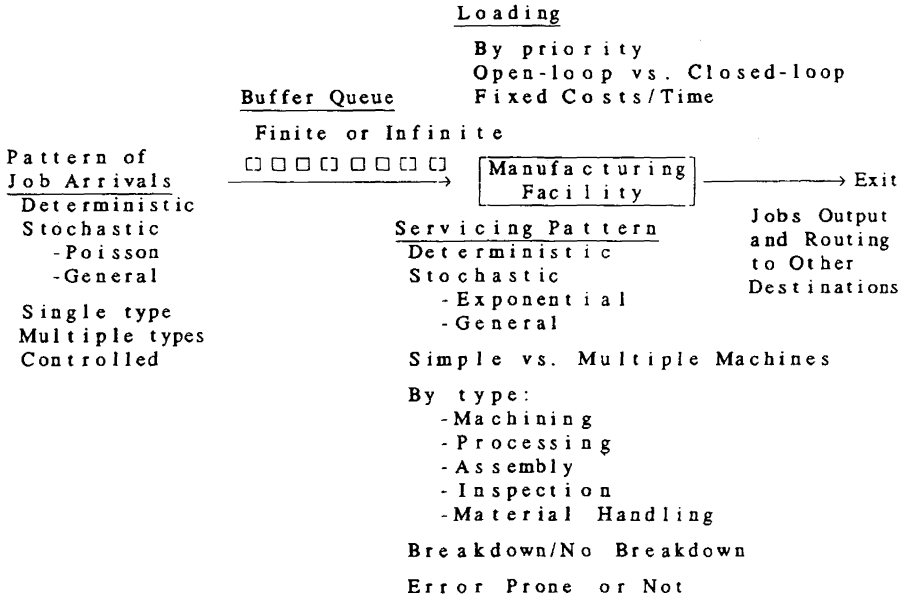 Loading
By priority
Open-loop vs. Closed-loop
Fixed Costs/Time
Buffer Queue
Finite or Infinite
Pattern of
Job Arrivals
Deterministic
Stochastic
-Poisson
-General
Single type
Multiple types
Controlled
Manufacturing
Facility
Servicing Pattern
Deterministic
Stochastic
-Exponential
-General
Simple vs. Multiple Machines
By type:
-Machining
-Processing
-Assembly
-Inspection
-Material Handling
Breakdown/No Breakdown
Error Prone or Not
Exit
Jobs Output
and Routing
to Other
Destinations